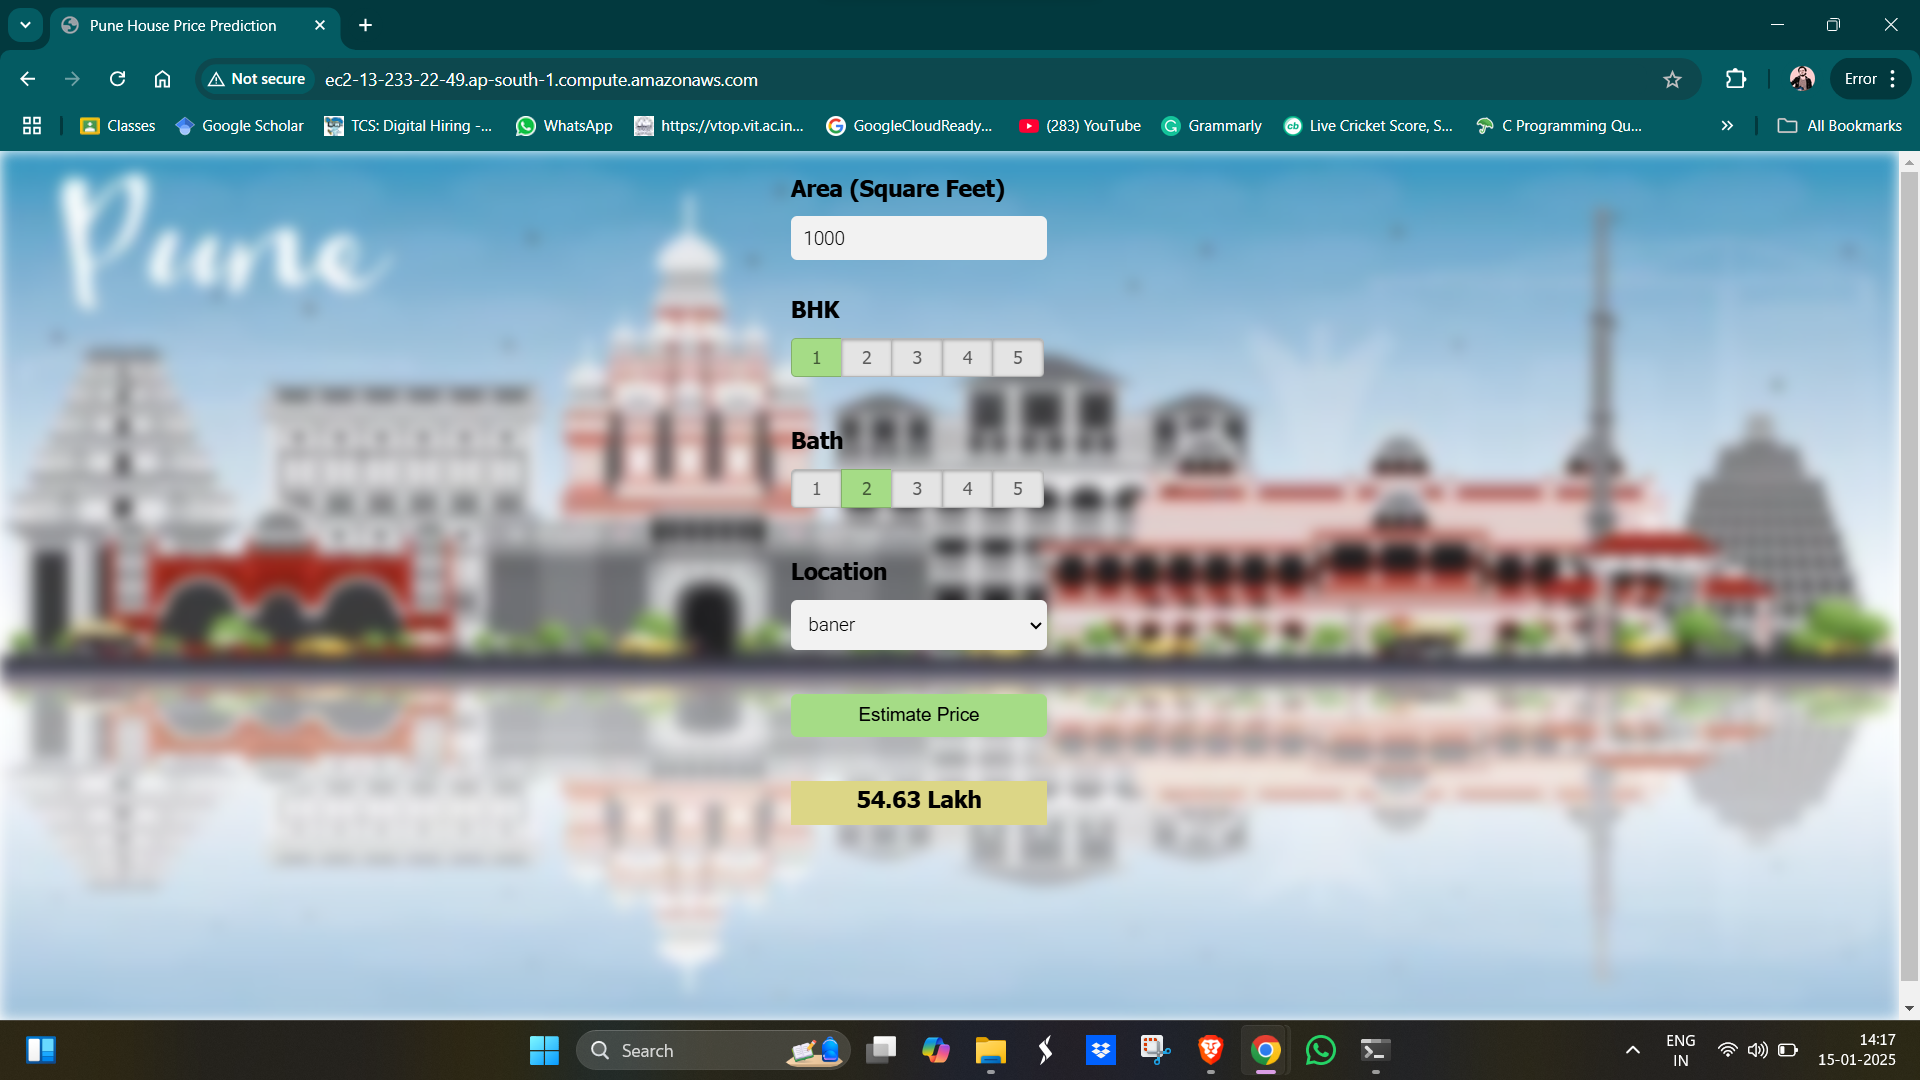 Pune House Price Prediction
Not secure
ec2-13-233-22-49.ap-south-1.compute.amazonaws.com
Error
Classes
Google Scholar
TCS: Digital Hiring -...
WhatsApp
https://vtop.vit.ac.in...
GoogleCloudReady...
(283) YouTube
Grammarly
Live Cricket Score, S...
C Programming Qu...
All Bookmarks
Pune
Area (Square Feet)
1000
BHK
1 2 3 4 5
Bath
1 2 3 4 5
Location
baner
Estimate Price
54.63 Lakh
Search
ENG
IN
14:17
15-01-2025